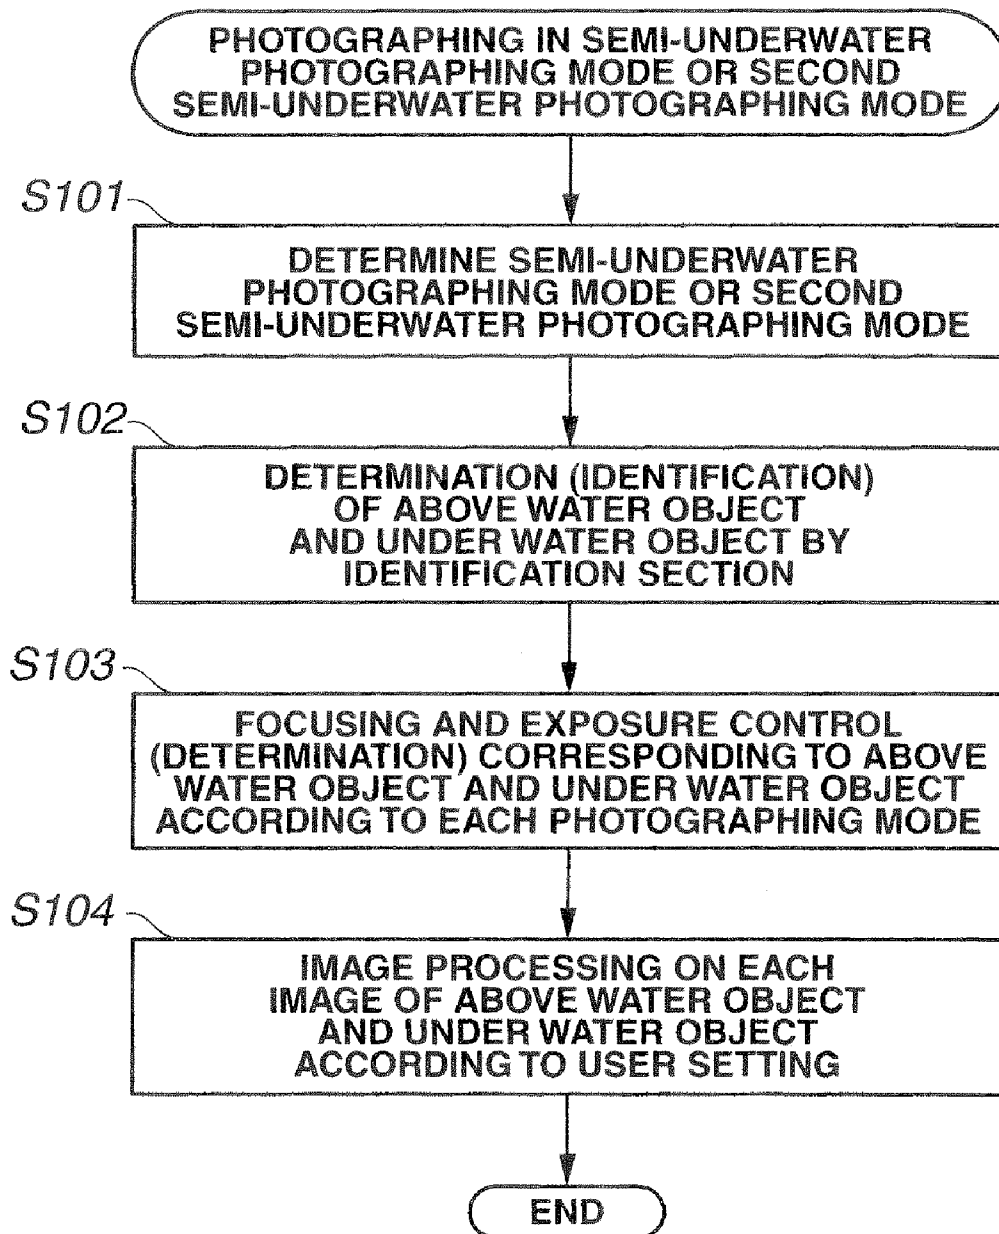 PHOTOGRAPHING IN SEMI-UNDERWATER
PHOTOGRAPHING MODE OR SECOND
SEMI-UNDERWATER PHOTOGRAPHING MODE
S101
DETERMINE SEMI-UNDERWATER
PHOTOGRAPHING MODE OR SECOND
SEMI-UNDERWATER PHOTOGRAPHING MODE
S102
DETERMINATION (IDENTIFICATION)
OF ABOVE WATER OBJECT
AND UNDER WATER OBJECT BY
IDENTIFICATION SECTION
S103
FOCUSING AND EXPOSURE CONTROL
(DETERMINATION) CORRESPONDING TO ABOVE
WATER OBJECT AND UNDER WATER OBJECT
ACCORDING TO EACH PHOTOGRAPHING MODE
S104
IMAGE PROCESSING ON EACH
IMAGE OF ABOVE WATER OBJECT
AND UNDER WATER OBJECT
ACCORDING TO USER SETTING
END